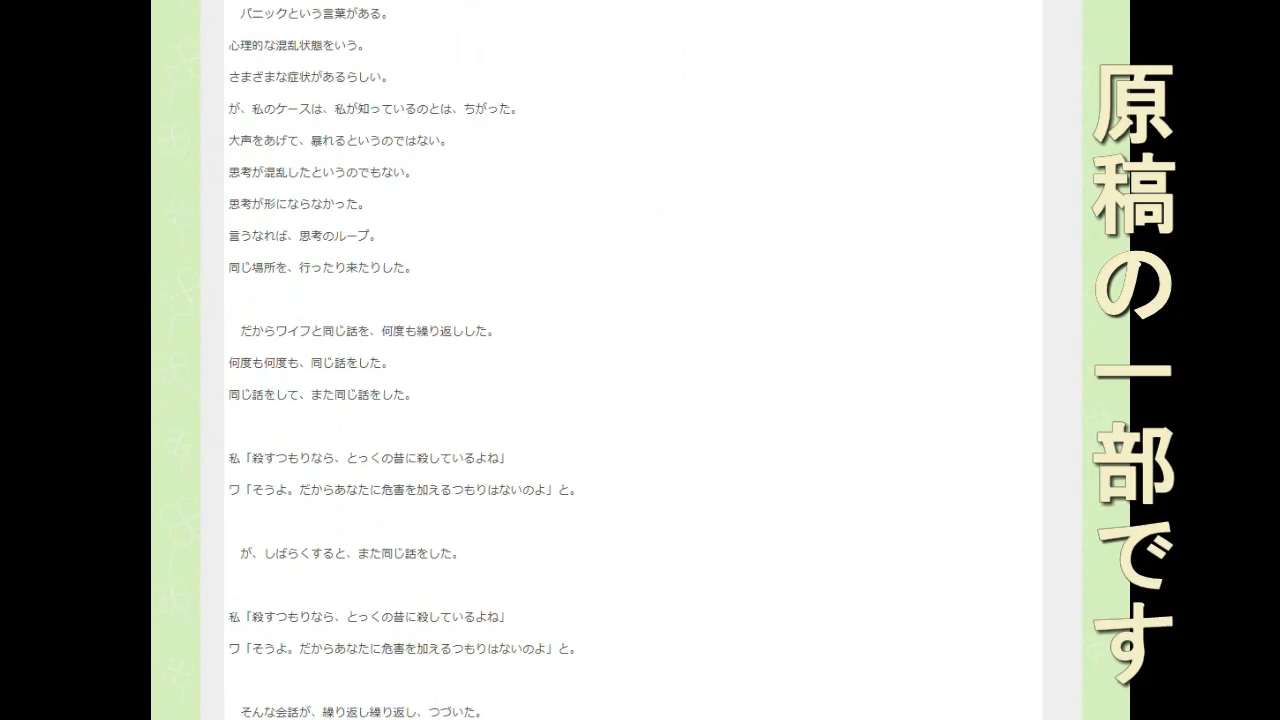 パニックという言葉がある。
心理的な混乱状態をいう。
さまざまな症状があるらしい。
が、私のケースは、私が知っているのとは、ちがった。
大声をあげて、暴れるというのではない。
思考が混乱したというのでもない。
思考が形にならなかった。
言うなれば、思考のループ。
同じ場所を、行ったり来たりした。
だからワイフと同じ話を、何度も繰り返しした。
何度も何度も、同じ話をした。
同じ話をして、また同じ話をした。
私「殺すつもりなら、とっくの昔に殺しているよね」
ワ「そうよ。だからあなたに危害を加えるつもりはないのよ」と。
が、しばらくすると、また同じ話をした。
私「殺すつもりなら、とっくの昔に殺しているよね」
ワ「そうよ。だからあなたに危害を加えるつもりはないのよ」と。
そんな会話が、繰り返し繰り返し、つづいた。
原稿の一部です